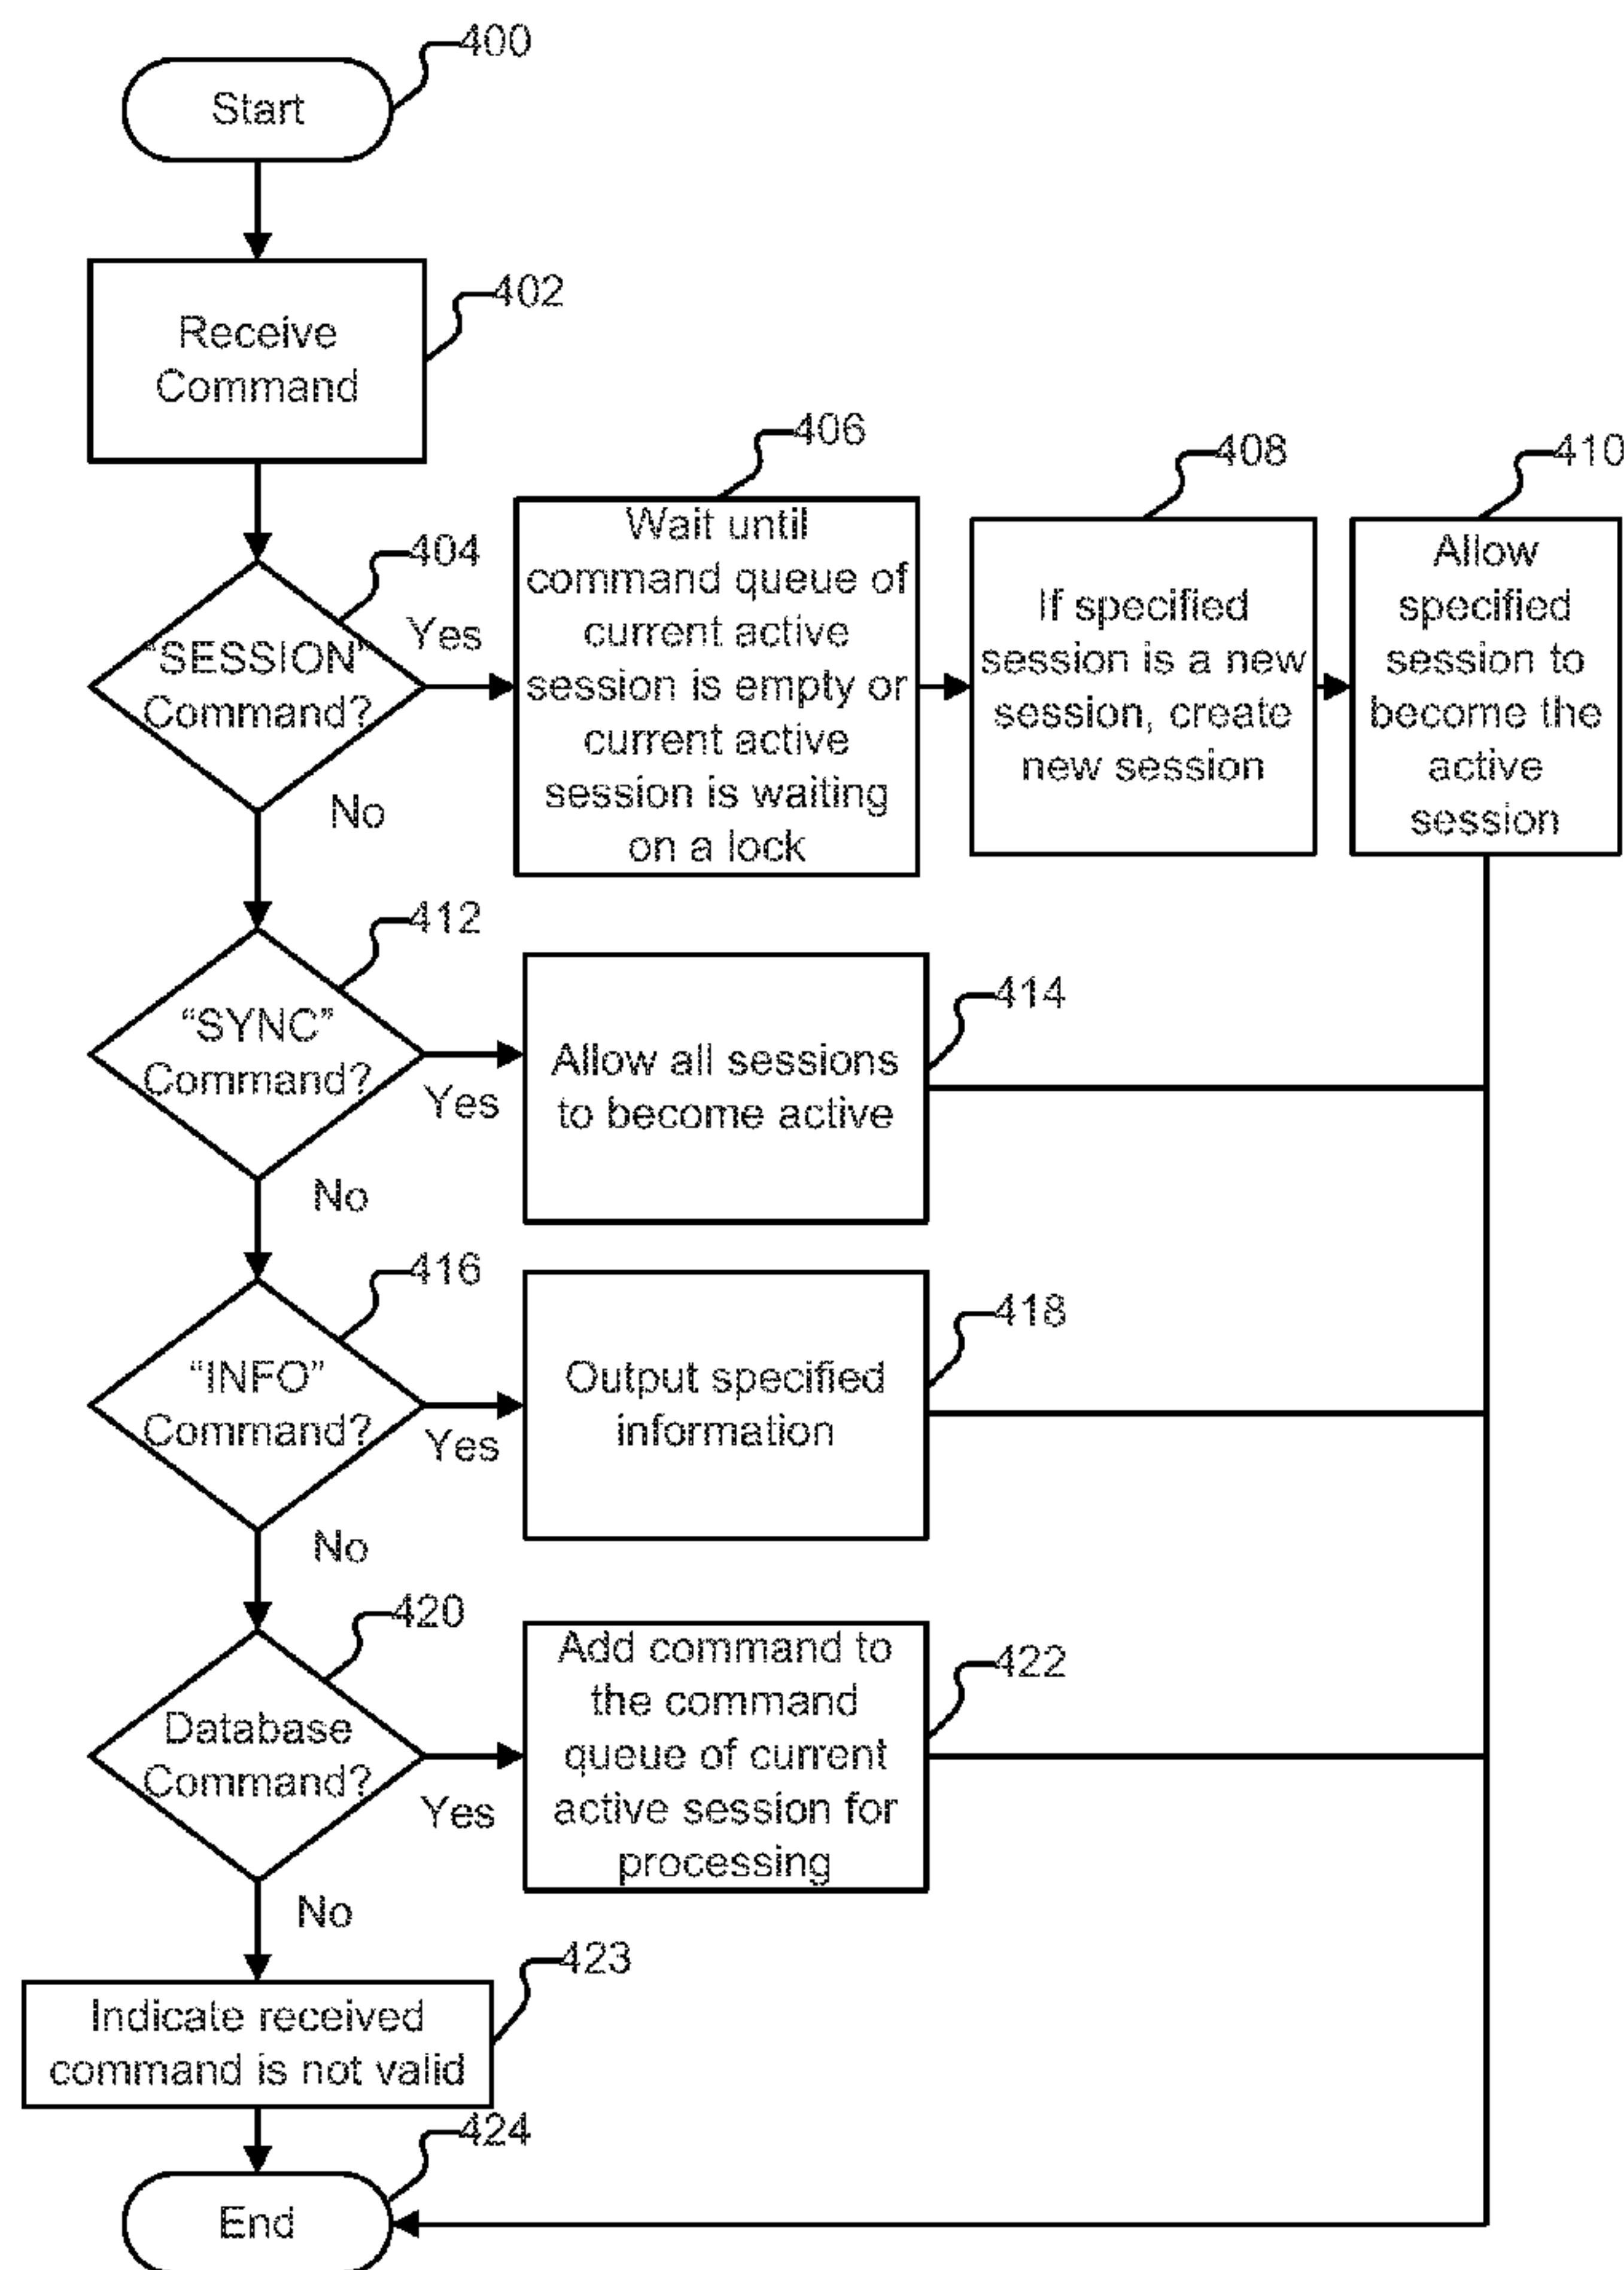 400
Start
402
Receive
Command
404
"SESSION"
Command?
Yes
No
406
Wait until
command queue of
current active
session is empty or
current active
session is waiting
on a lock
408
If specified
session is a new
session, create
new session
410
Allow
specified
session to
become the
active
session
412
“SYNC”
Command?
Yes
No
414
Allow all sessions
to become active
416
“INFO”
Command?
Yes
No
418
Output specified
information
420
Database
Command?
Yes
No
422
Add command to
the command
queue of current
active session for
processing
423
Indicate received
command is not valid
424
End